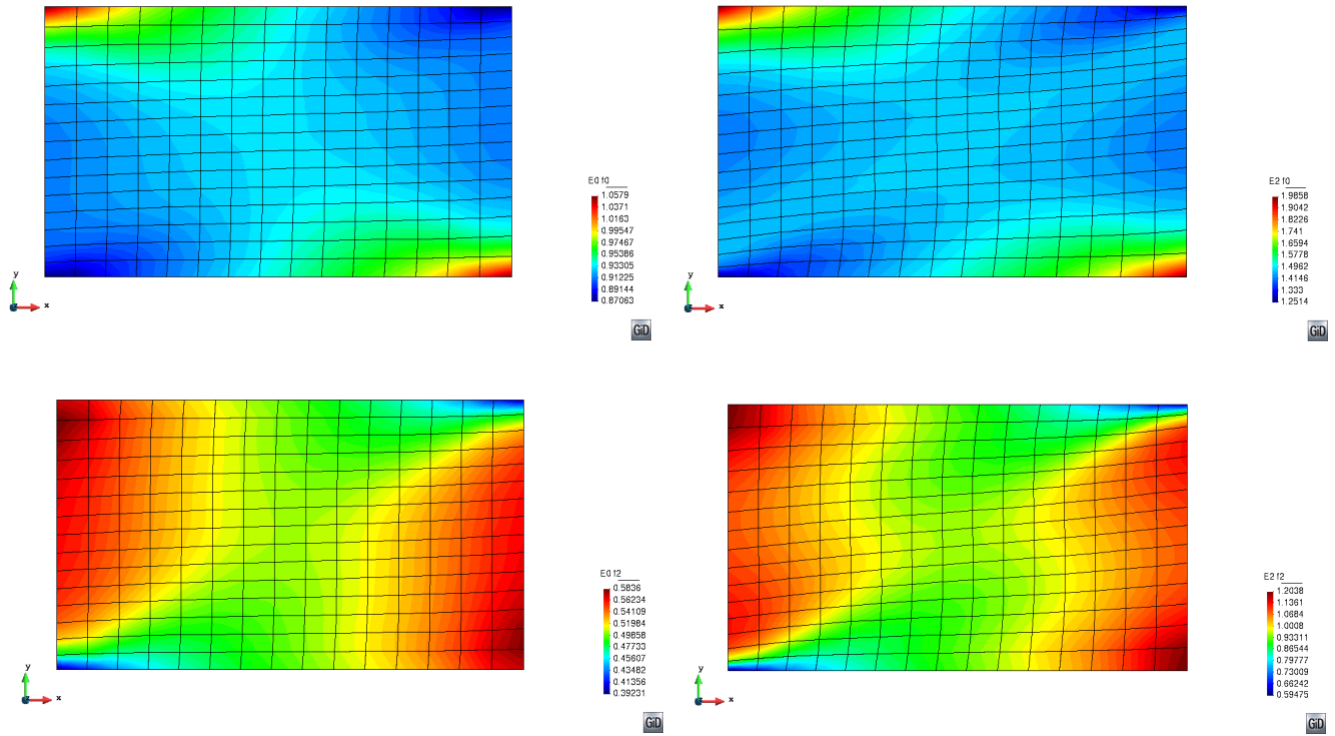 E0 f0
1.0579
1.0371
1.0163
0.99547
0.97467
0.95386
0.93305
0.91225
0.89144
0.87063
y
x
GiD
E2 f0
1.9858
1.9042
1.8226
1.741
1.6594
1.5778
1.4962
1.4146
1.333
1.2514
y
x
GiD
E0 f2
0.5836
0.56234
0.54109
0.51984
0.49858
0.47733
0.45607
0.43482
0.41356
0.39231
y
x
GiD
E2 f2
1.2038
1.1361
1.0684
1.0008
0.93311
0.86544
0.79777
0.73009
0.66242
0.59475
y
x
GiD